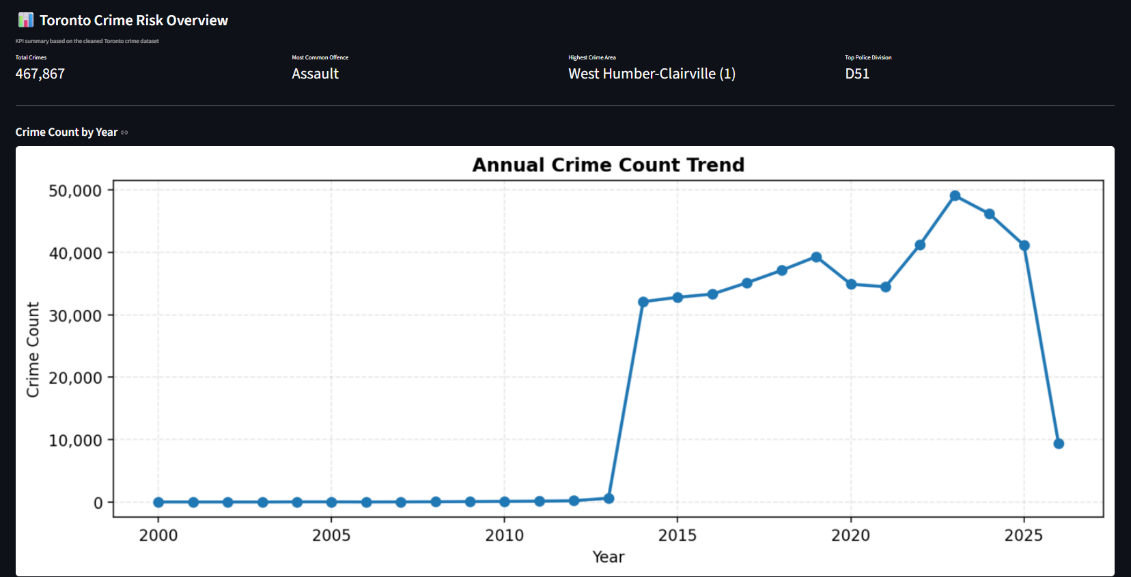 📊 Toronto Crime Risk Overview
KPI summary based on the cleaned Toronto crime dataset
Total Crimes
467,867
Most Common Offence
Assault
Highest Crime Area
West Humber-Clairville (1)
Top Police Division
D51
Crime Count by Year
Annual Crime Count Trend
50,000
40,000
30,000
20,000
10,000
0
Crime Count
2000
2005
2010
2015
2020
2025
Year